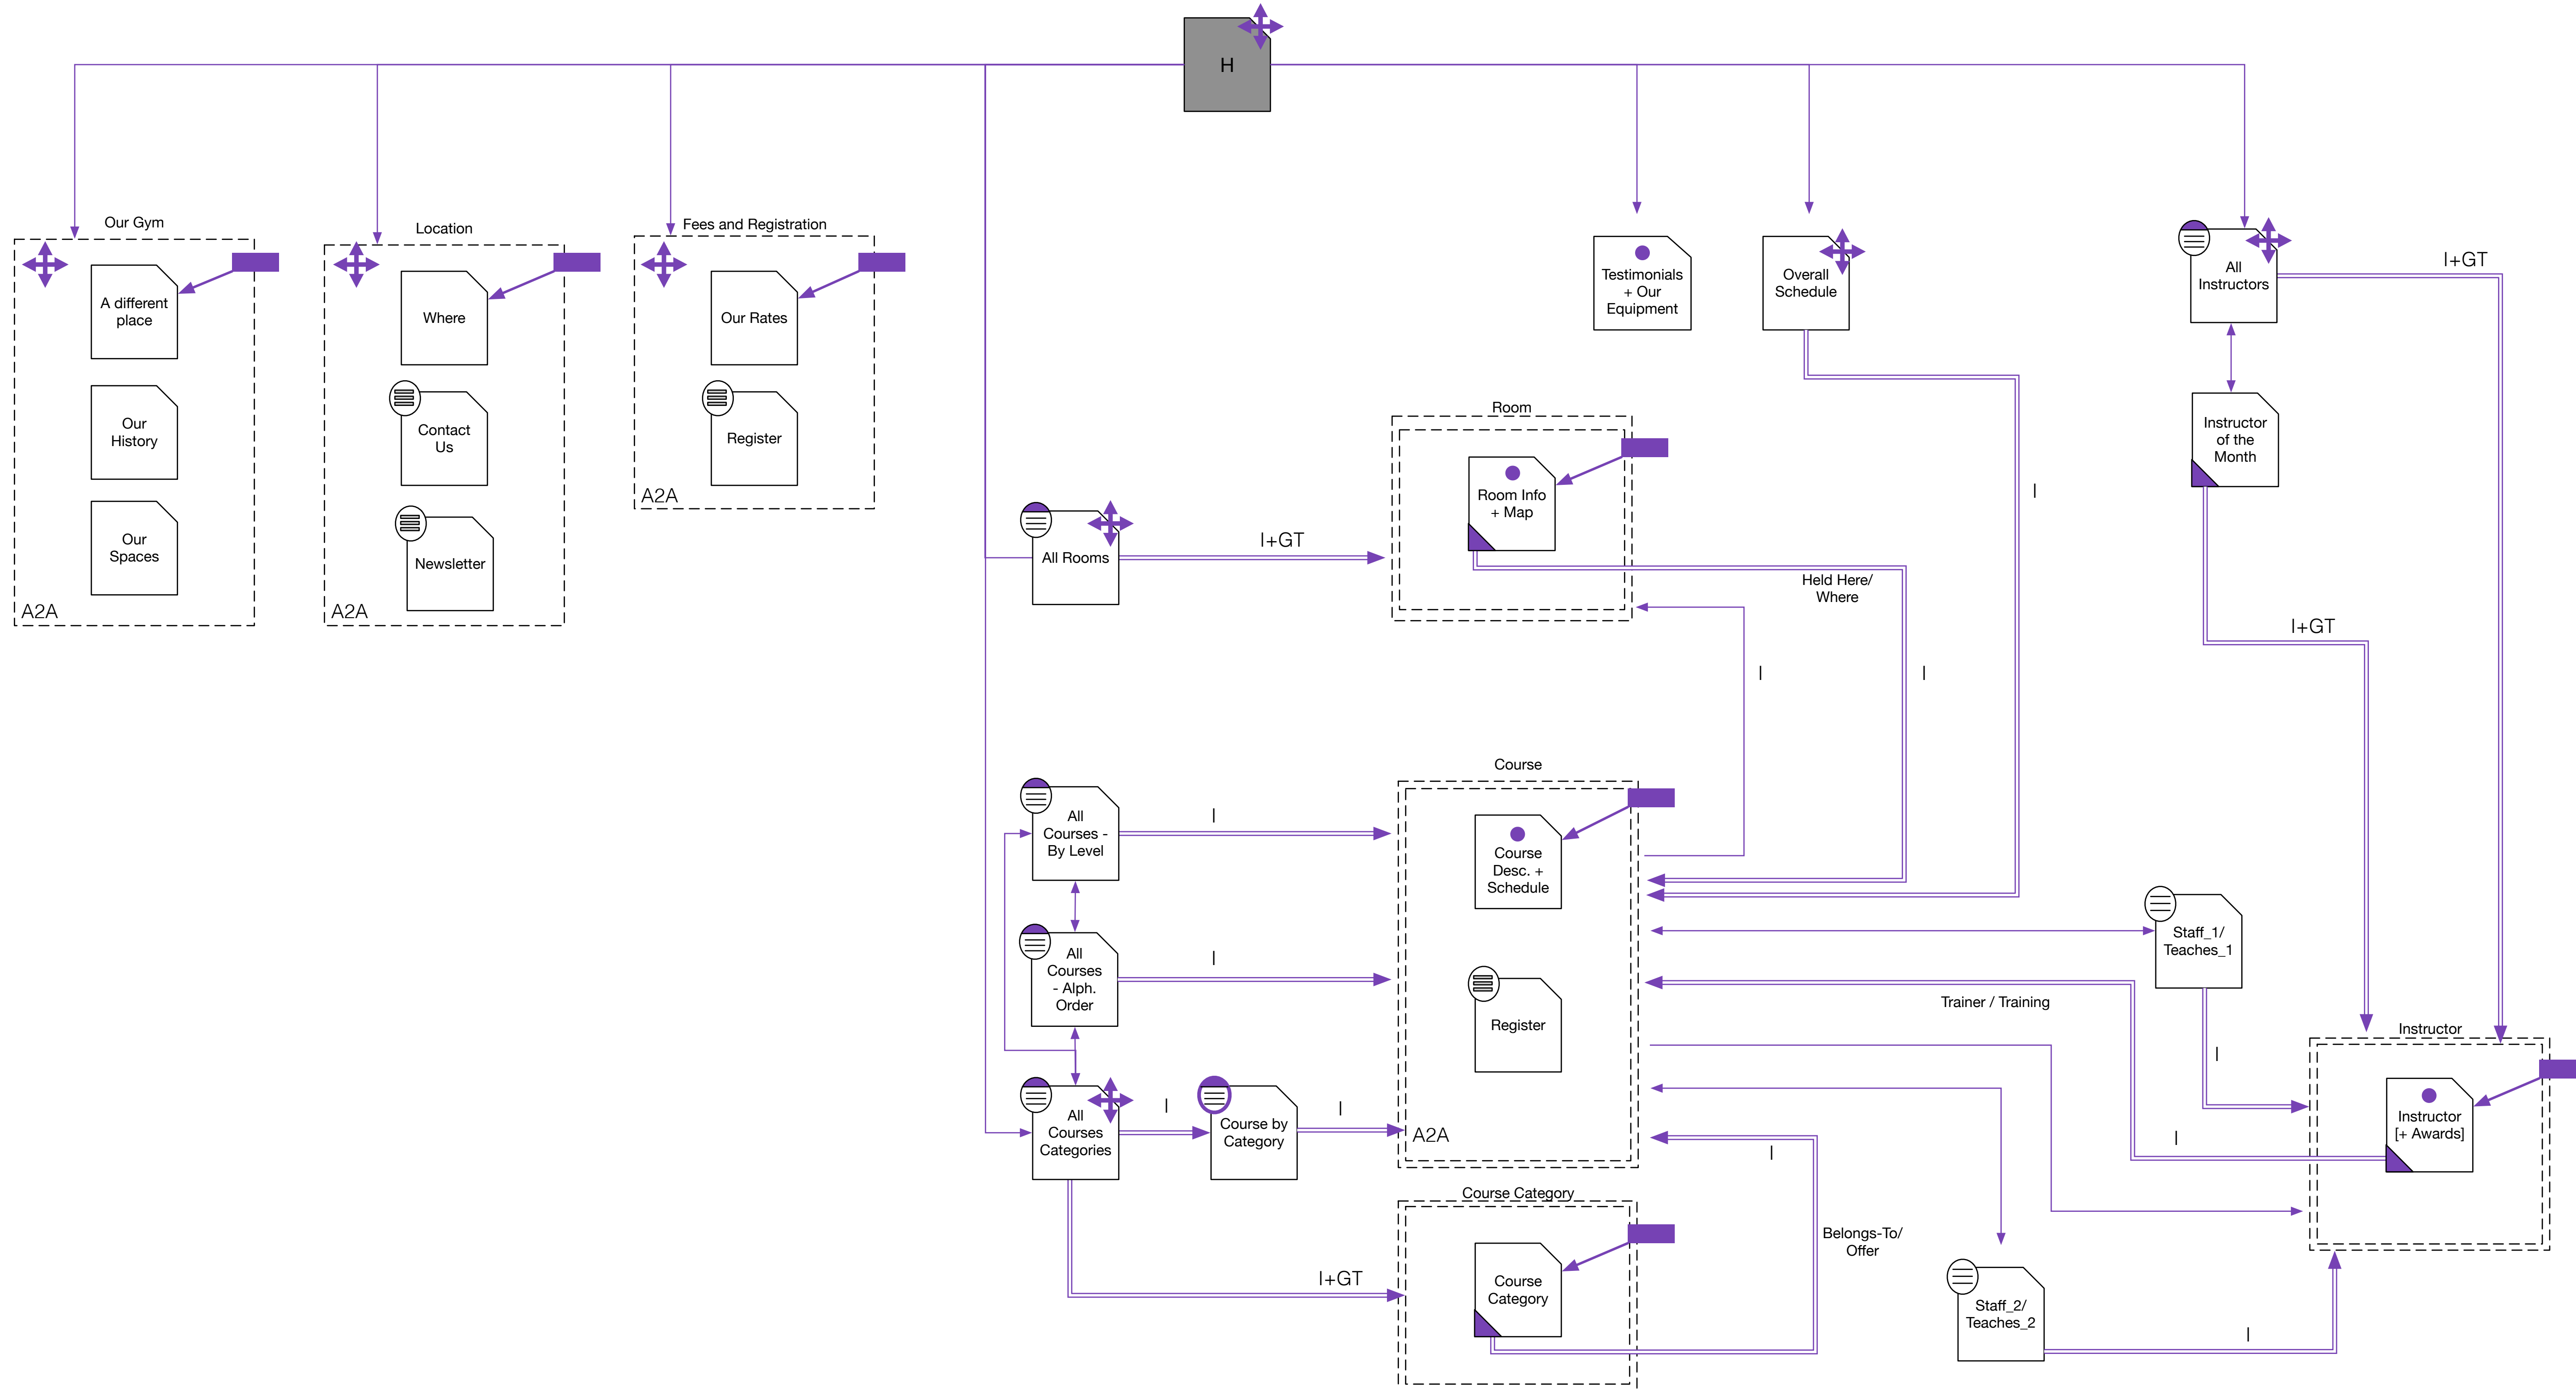 H
Our Gym
A different
place
Our
History
Our
Spaces
A2A
Location
Where
Contact
Us
Newsletter
A2A
Fees and Registration
Our Rates
Register
A2A
Testimonials
+ Our
Equipment
Overall
Schedule
I
All
Instructors
I+GT
Instructor
of the
Month
I+GT
All Rooms
I+GT
Room
Room Info
+ Map
Held Here/
Where
I
I
All
Courses -
By Level
I
All
Courses
- Alph.
Order
I
All
Courses
Categories
I
Course by
Category
I
I+GT
Course
Course
Desc. +
Schedule
Register
A2A
Course Category
Course
Category
I
Belongs-To/
Offer
Trainer / Training
I
Staff_1/
Teaches_1
I
Staff_2/
Teaches_2
I
Instructor
Instructor
[+ Awards]